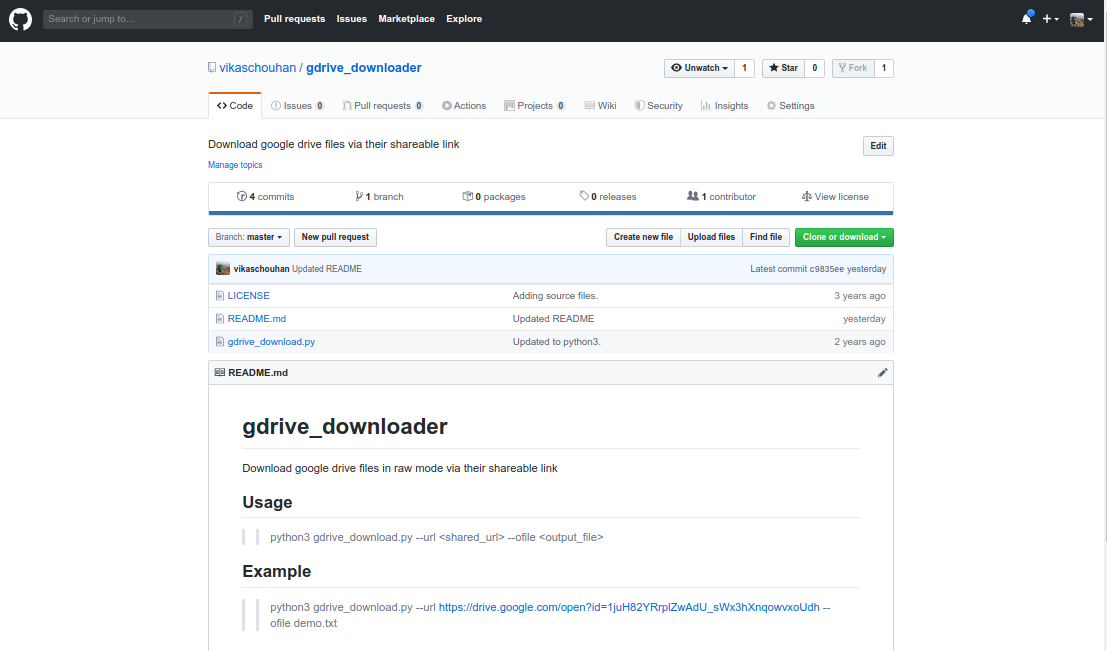 Search or jump to... /
Pull requests Issues Marketplace Explore
vikaschouhan / gdrive_downloader
Unwatch 1 Star 0 Fork 1
Code Issues 0 Pull requests 0 Actions Projects 0 Wiki Security Insights Settings
Download google drive files via their shareable link
Edit
Manage topics
4 commits 1 branch 0 packages 0 releases 1 contributor View license
Branch: master New pull request Create new file Upload files Find file Clone or download
vikaschouhan Updated README Latest commit c9835ee yesterday
LICENSE Adding source files. 3 years ago
README.md Updated README yesterday
gdrive_download.py Updated to python3. 2 years ago
README.md
gdrive_downloader
Download google drive files in raw mode via their shareable link
Usage
python3 gdrive_download.py --url <shared_url> --ofile <output_file>
Example
python3 gdrive_download.py --url https://drive.google.com/open?id=1juH82YRrplZwAdU_sWx3hXnqowvxoUdh --
ofile demo.txt